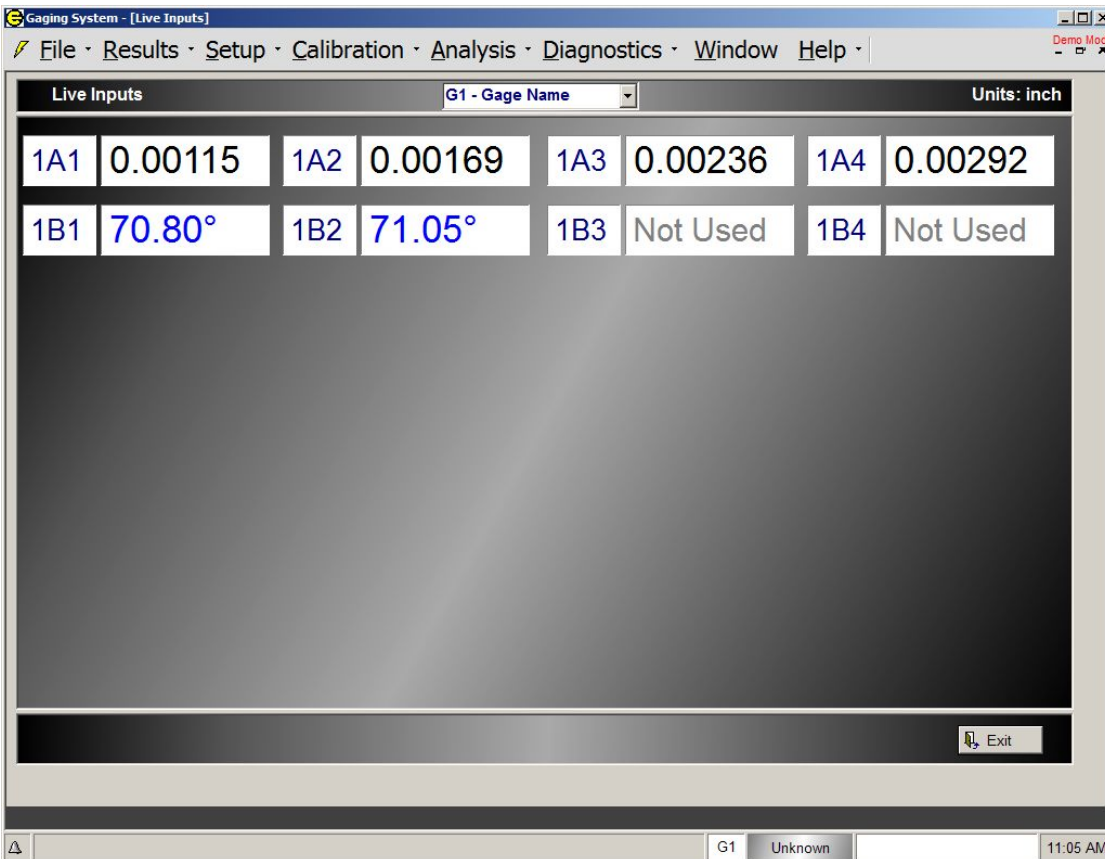 Gaging System - [Live Inputs]
File Results Setup Calibration Analysis Diagnostics Window Help
Demo Mod
Live Inputs G1 - Gage Name Units: inch
1A1 0.00115 1A2 0.00169 1A3 0.00236 1A4 0.00292
1B1 70.80° 1B2 71.05° 1B3 Not Used 1B4 Not Used
Exit
G1 Unknown 11:05 AM